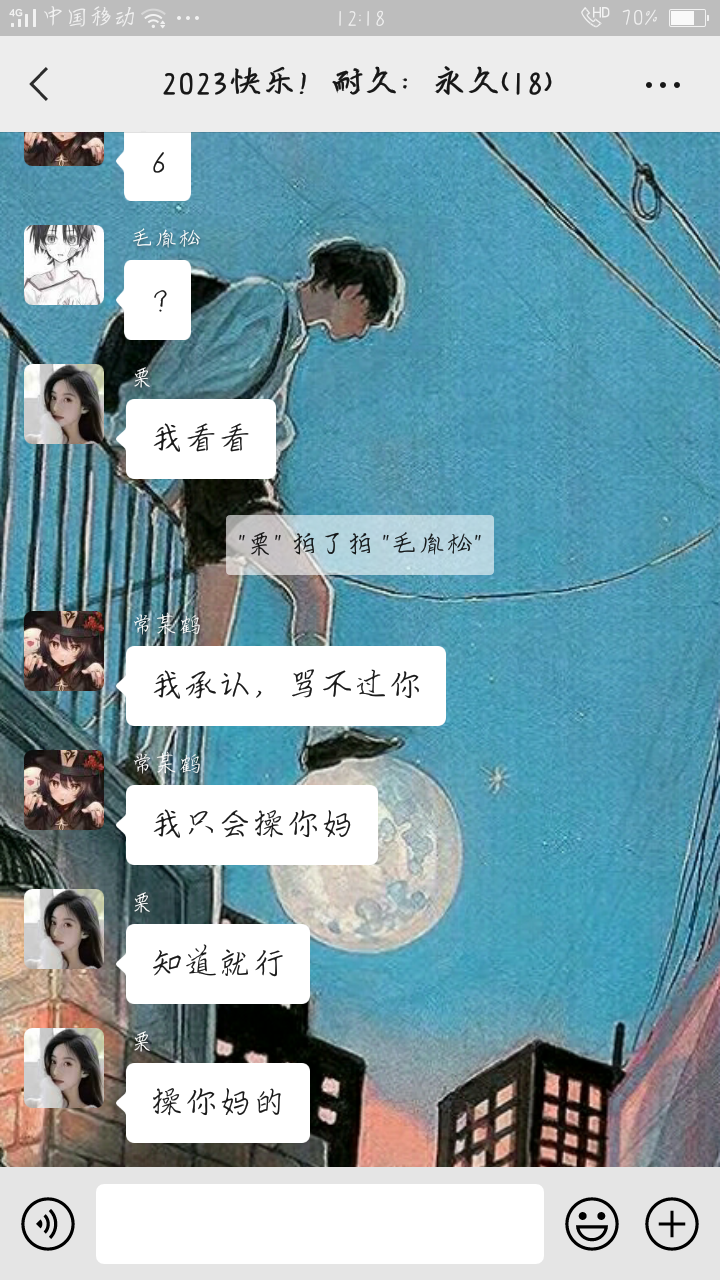 4G 中国移动 ... 12:18 HD 70%
2023快乐！耐久：永久(18)
6
毛胤松
？
栗
我看看
"栗" 拍了拍 "毛胤松"
常某鹤
我承认，骂不过你
常某鹤
我只会操你妈
栗
知道就行
栗
操你妈的